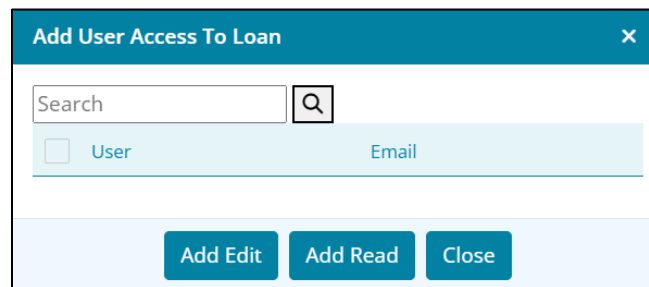 Add User Access To Loan ×
Search
User Email
Add Edit Add Read Close